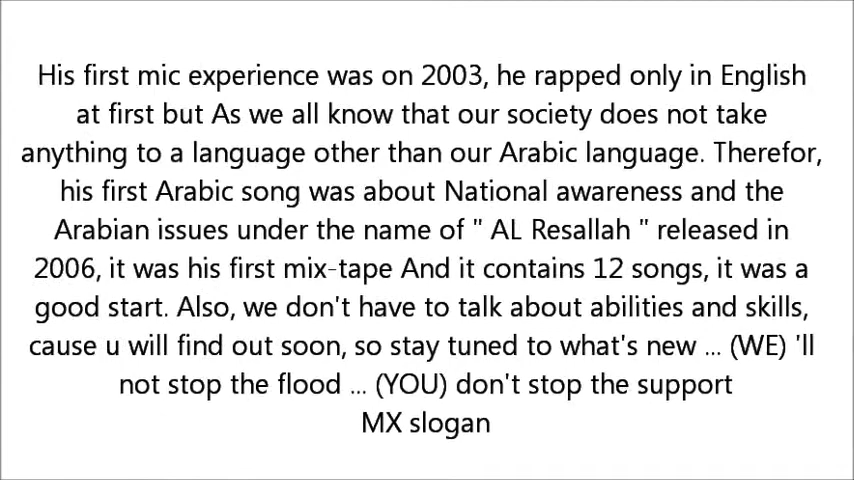 His first mic experience was on 2003, he rapped only in English
at first but As we all know that our society does not take
anything to a language other than our Arabic language. Therefor,
his first Arabic song was about National awareness and the
Arabian issues under the name of " AL Resallah " released in
2006, it was his first mix-tape And it contains 12 songs, it was a
good start. Also, we don't have to talk about abilities and skills,
cause u will find out soon, so stay tuned to what's new ... (WE) 'll
not stop the flood ... (YOU) don't stop the support
MX slogan